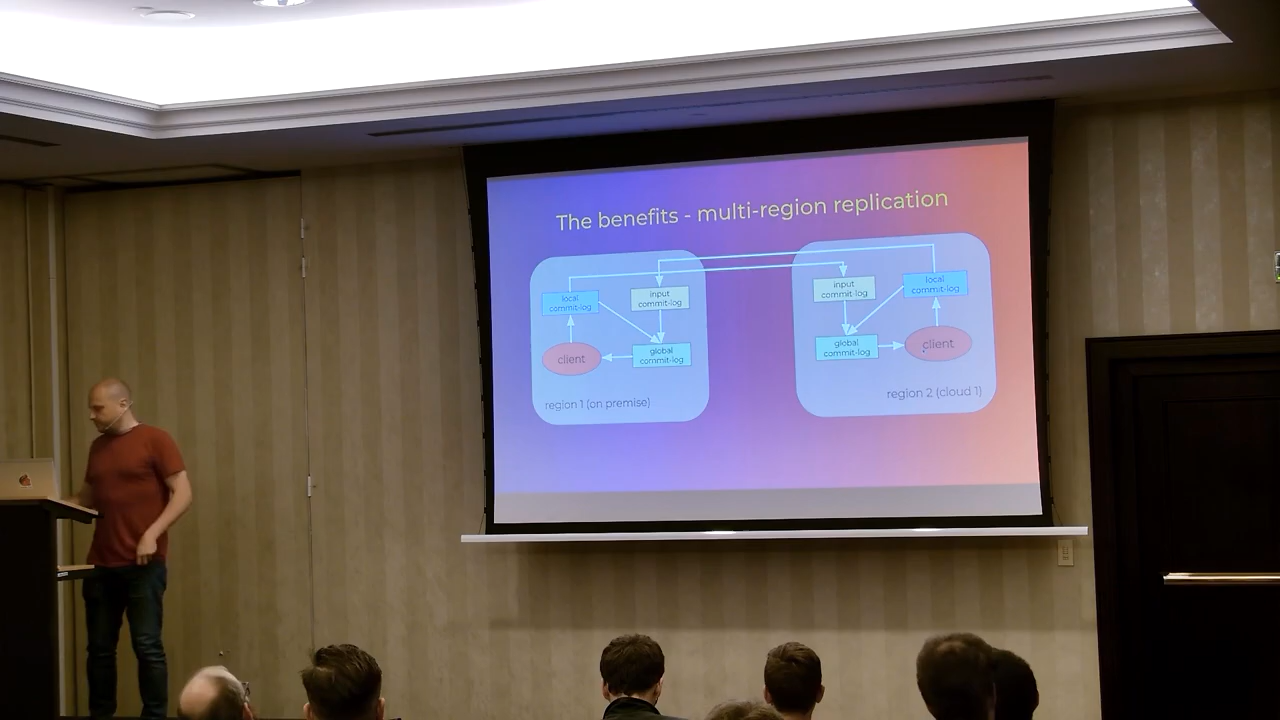 The benefits - multi-region replication
local
commit-log
input
commit-log
client
global
commit-log
region 1 (on premise)
input
commit-log
local
commit-log
global
commit-log
client
region 2 (cloud 1)